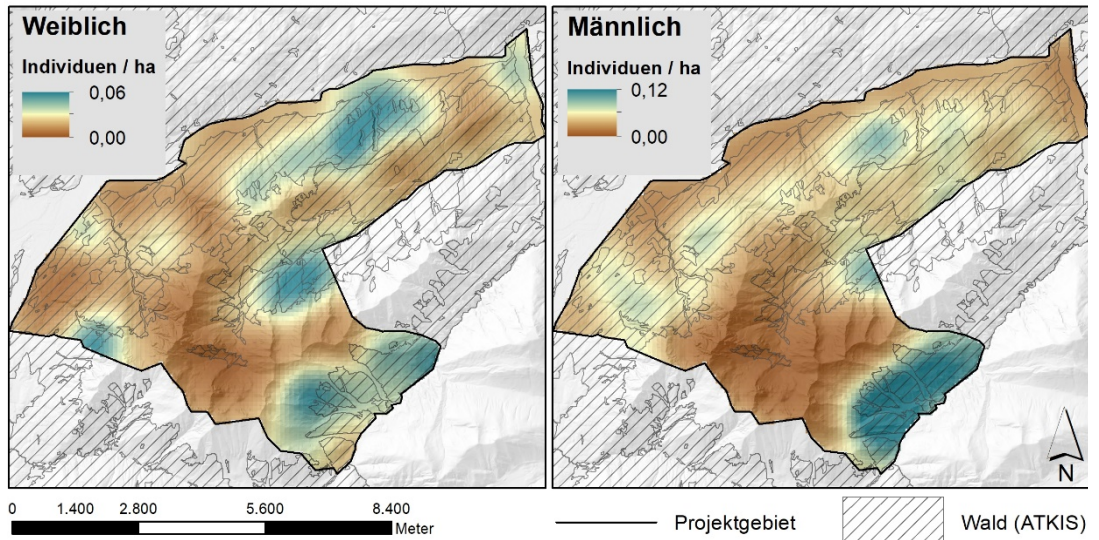 Weiblich
Individuen / ha
0,06
0,00
Männlich
Individuen / ha
0,12
0,00
N
0 1.400 2.800 5.600 8.400
Meter
Projektgebiet
Wald (ATKIS)